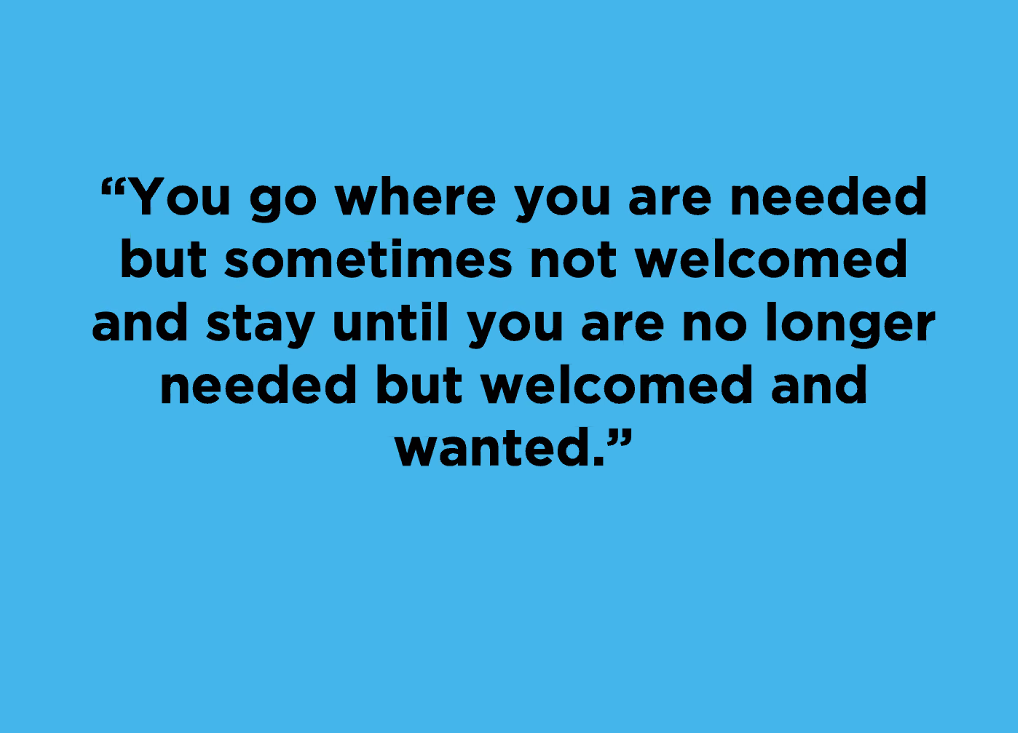 “You go where you are needed
but sometimes not welcomed
and stay until you are no longer
needed but welcomed and
wanted.”